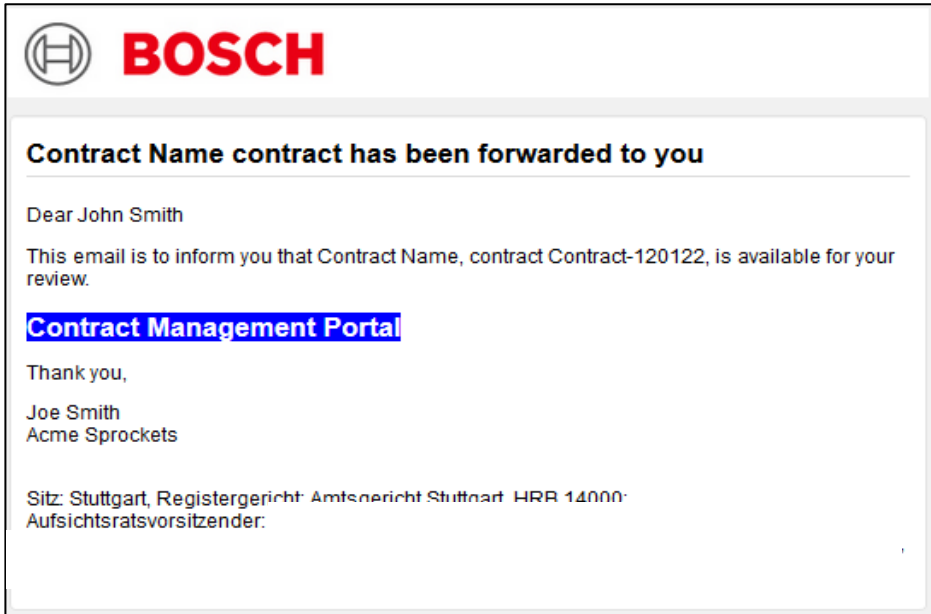 BOSCH
Contract Name contract has been forwarded to you
Dear John Smith
This email is to inform you that Contract Name, contract Contract-120122, is available for your
review.
Contract Management Portal
Thank you,
Joe Smith
Acme Sprockets
Sitz: Stuttgart, Registergericht: Amtsgericht Stuttgart, HRB 14000;
Aufsichtsratsvorsitzender: